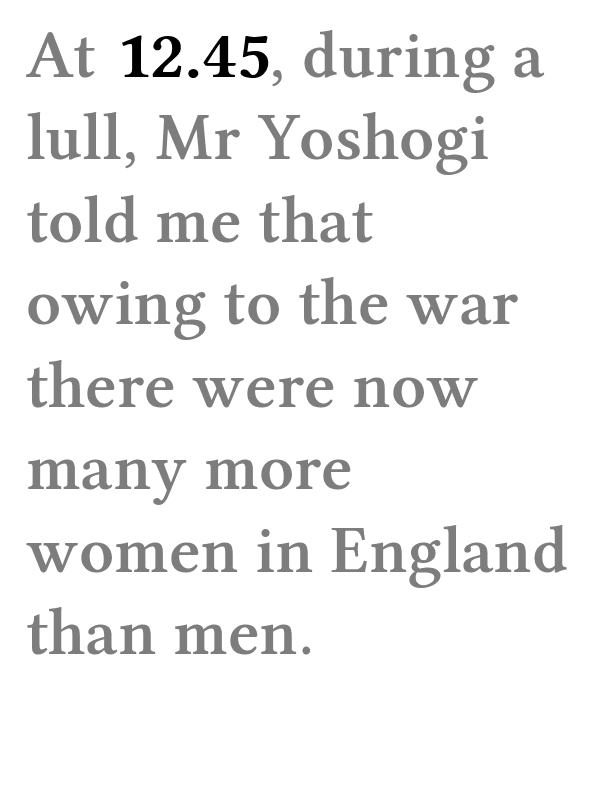 At 12.45, during a
lull, Mr Yoshogi
told me that
owing to the war
there were now
many more
women in England
than men.